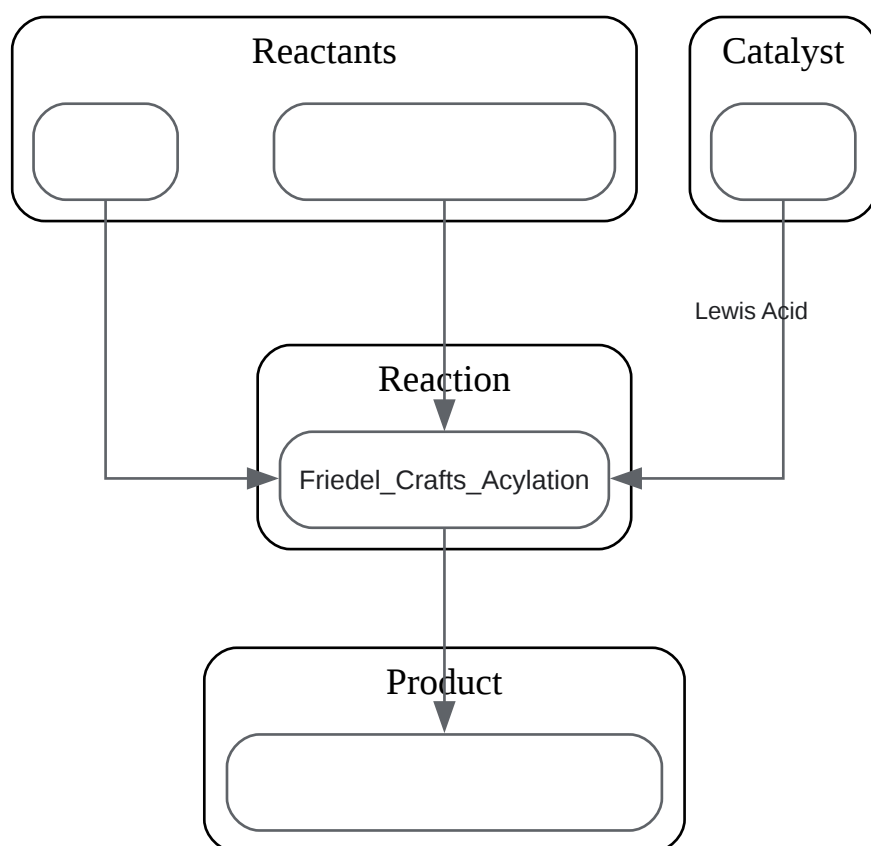 Reactants
Catalyst
Lewis Acid
Reaction
Friedel_Crafts_Acylation
Product